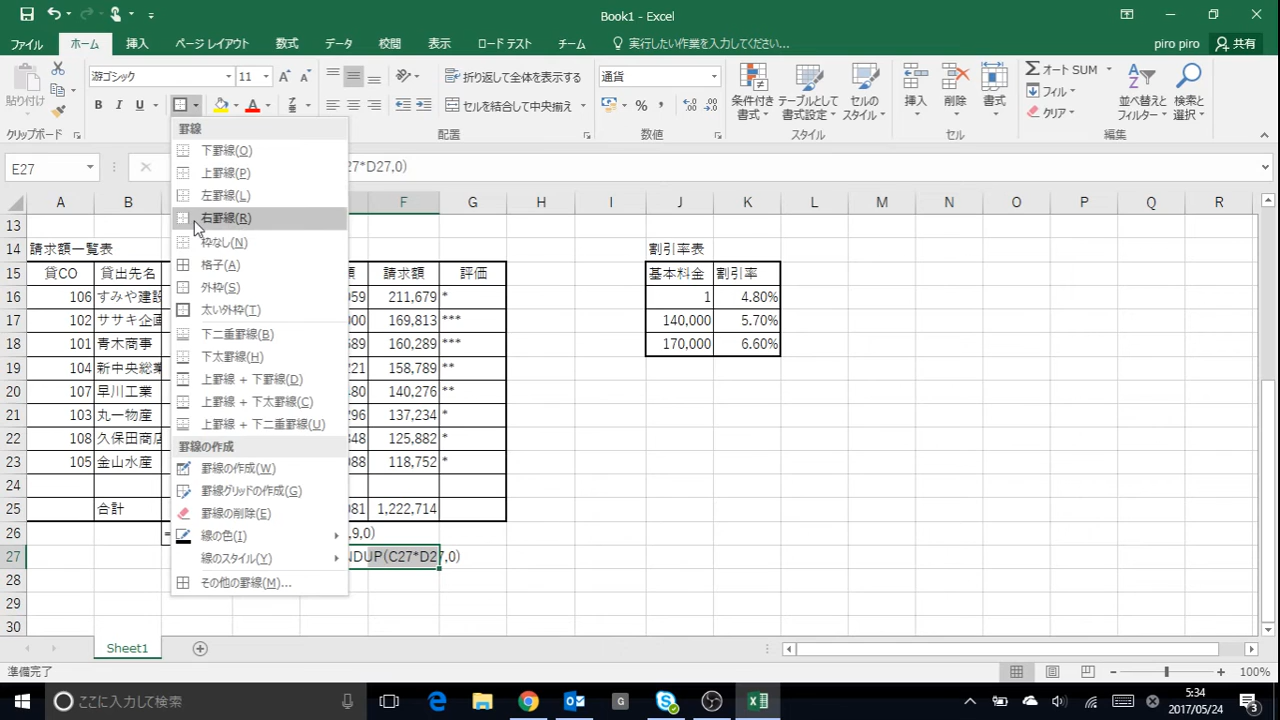 Book1 - Excel
ファイル ホーム 挿入 ページ レイアウト 数式 データ 校閲 表示 ロード テスト チーム 実行したい作業を入力してください... piro piro 共有
貼り付け 游ゴシック 11 折り返して全体を表示する 通貨 条件付き書式 テーブルとして書式設定 セルのスタイル 挿入 削除 書式 オート SUM フィル クリア 並べ替えと 検索と選択
B I U セルを結合して中央揃え
クリップボード 配置 数値 スタイル セル 編集
E27 27*D27,0)
罫線
下罫線(O)
上罫線(P)
左罫線(L)
右罫線(R)
枠なし(N)
格子(A)
外枠(S)
太い外枠(T)
下二重罫線(B)
下太罫線(H)
上罫線 + 下罫線(D)
上罫線 + 下太罫線(C)
上罫線 + 下二重罫線(U)
罫線の作成
罫線の作成(W)
罫線グリッドの作成(G)
罫線の削除(E)
線の色(I)
線のスタイル(Y)
その他の罫線(M)...
A B F G H I J K L M N O P Q R
13
14 請求額一覧表 割引率表
15 貸CO 貸出先名 額 請求額 評価 基本料金 割引率
16 106 すみや建設 959 211,679 * 1 4.80%
17 102 ササキ企画 000 169,813 *** 140,000 5.70%
18 101 青木商事 689 160,289 *** 170,000 6.60%
19 104 新中央総業 221 158,789 **
20 107 早川工業 480 140,276 **
21 103 丸一物産 296 137,234 *
22 108 久保田商店 848 125,882 *
23 105 金山水産 088 118,752 *
24
25 合計 081 1,222,714
26 = ,9,0)
27 NDUP(C27*D27,0)
28
29
30
Sheet1
準備完了 100%
ここに入力して検索 5:34
2017/05/24